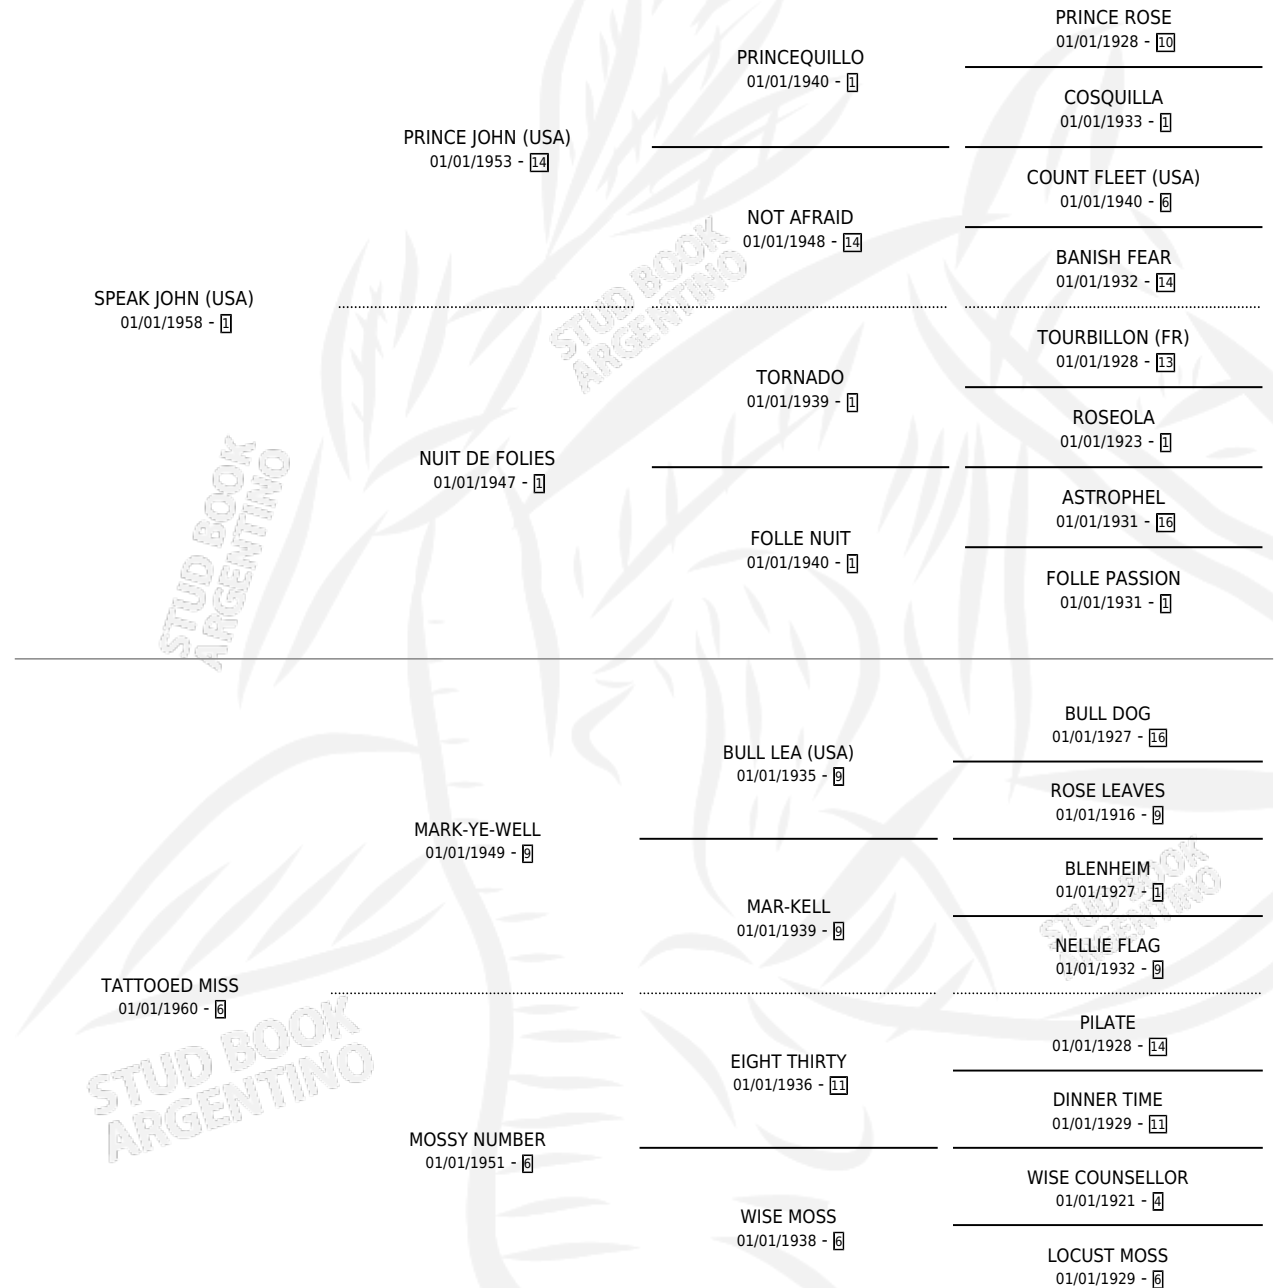 PRINCE ROSE
01/01/1928 - 10
PRINCEQUILLO
01/01/1940 - 1
COSQUILLA
01/01/1933 - 1
PRINCE JOHN (USA)
01/01/1953 - 14
COUNT FLEET (USA)
01/01/1940 - 6
NOT AFRAID
01/01/1948 - 14
BANISH FEAR
01/01/1932 - 14
SPEAK JOHN (USA)
01/01/1958 - 1
TOURBILLON (FR)
01/01/1928 - 13
TORNADO
01/01/1939 - 1
ROSEOLA
01/01/1923 - 1
NUIT DE FOLIES
01/01/1947 - 1
ASTROPHEL
01/01/1931 - 16
FOLLE NUIT
01/01/1940 - 1
FOLLE PASSION
01/01/1931 - 1
BULL DOG
01/01/1927 - 16
BULL LEA (USA)
01/01/1935 - 9
ROSE LEAVES
01/01/1916 - 9
MARK-YE-WELL
01/01/1949 - 9
BLENHEIM
01/01/1927 - 1
MAR-KELL
01/01/1939 - 9
NELLIE FLAG
01/01/1932 - 9
TATTOOED MISS
01/01/1960 - 6
PILATE
01/01/1928 - 14
EIGHT THIRTY
01/01/1936 - 11
DINNER TIME
01/01/1929 - 11
MOSSY NUMBER
01/01/1951 - 6
WISE COUNSELLOR
01/01/1921 - 4
WISE MOSS
01/01/1938 - 6
LOCUST MOSS
01/01/1929 - 6
STUD BOOK
ARGENTINO
STUD BOOK
ARGENTINO
STUD BOOK
ARGENTINO
STUD BOOK
ARGENTINO